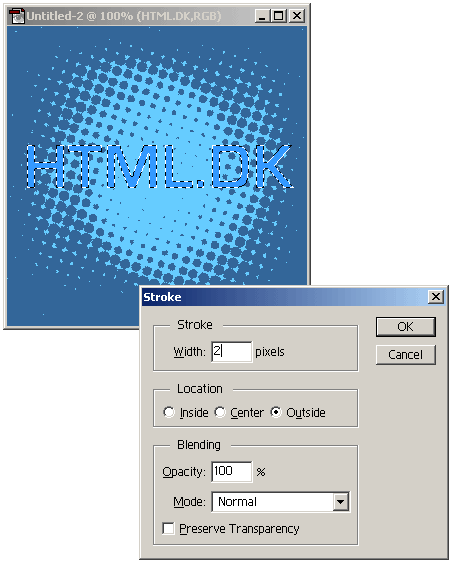 Untitled-2 @ 100% (HTML.DK,RGB)
HTML.DK
Stroke
Stroke
Width: 2 pixels
OK
Cancel
Location
Inside Center Outside
Blending
Opacity: 100 %
Mode: Normal
Preserve Transparency